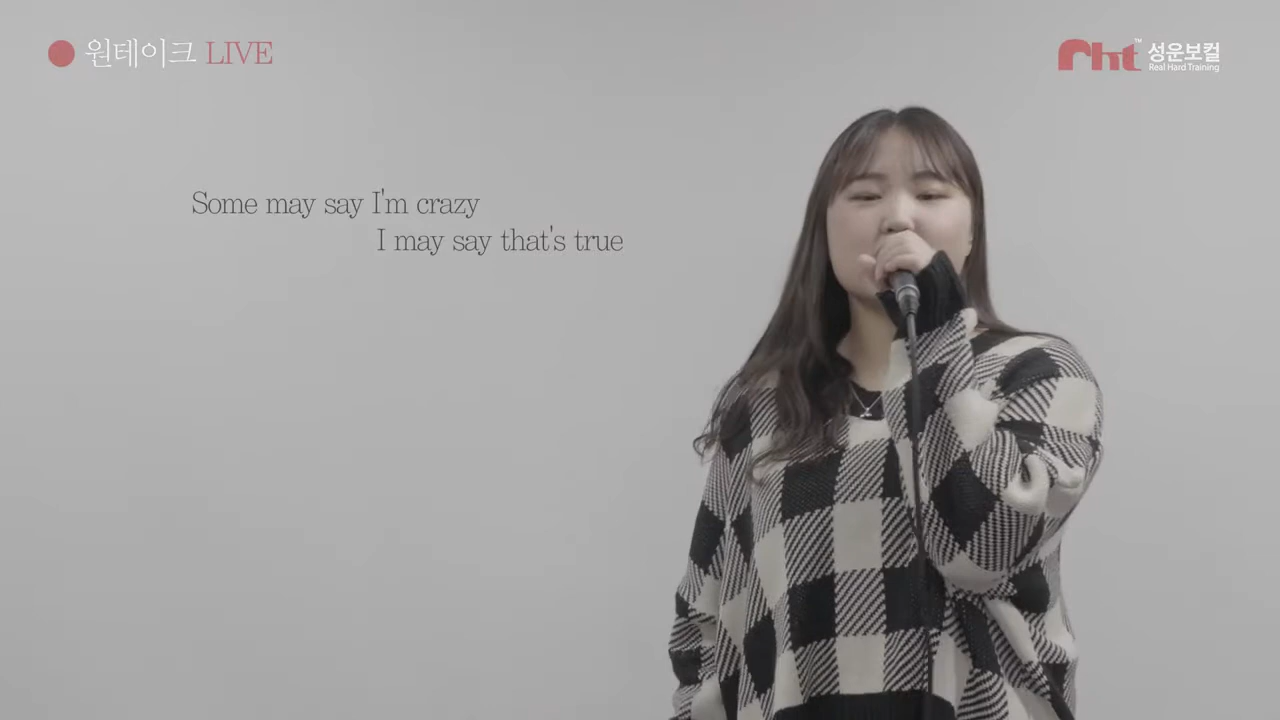 원테이크 LIVE
rht™ 성운보컬
Real Hard Training
Some may say I'm crazy
I may say that's true